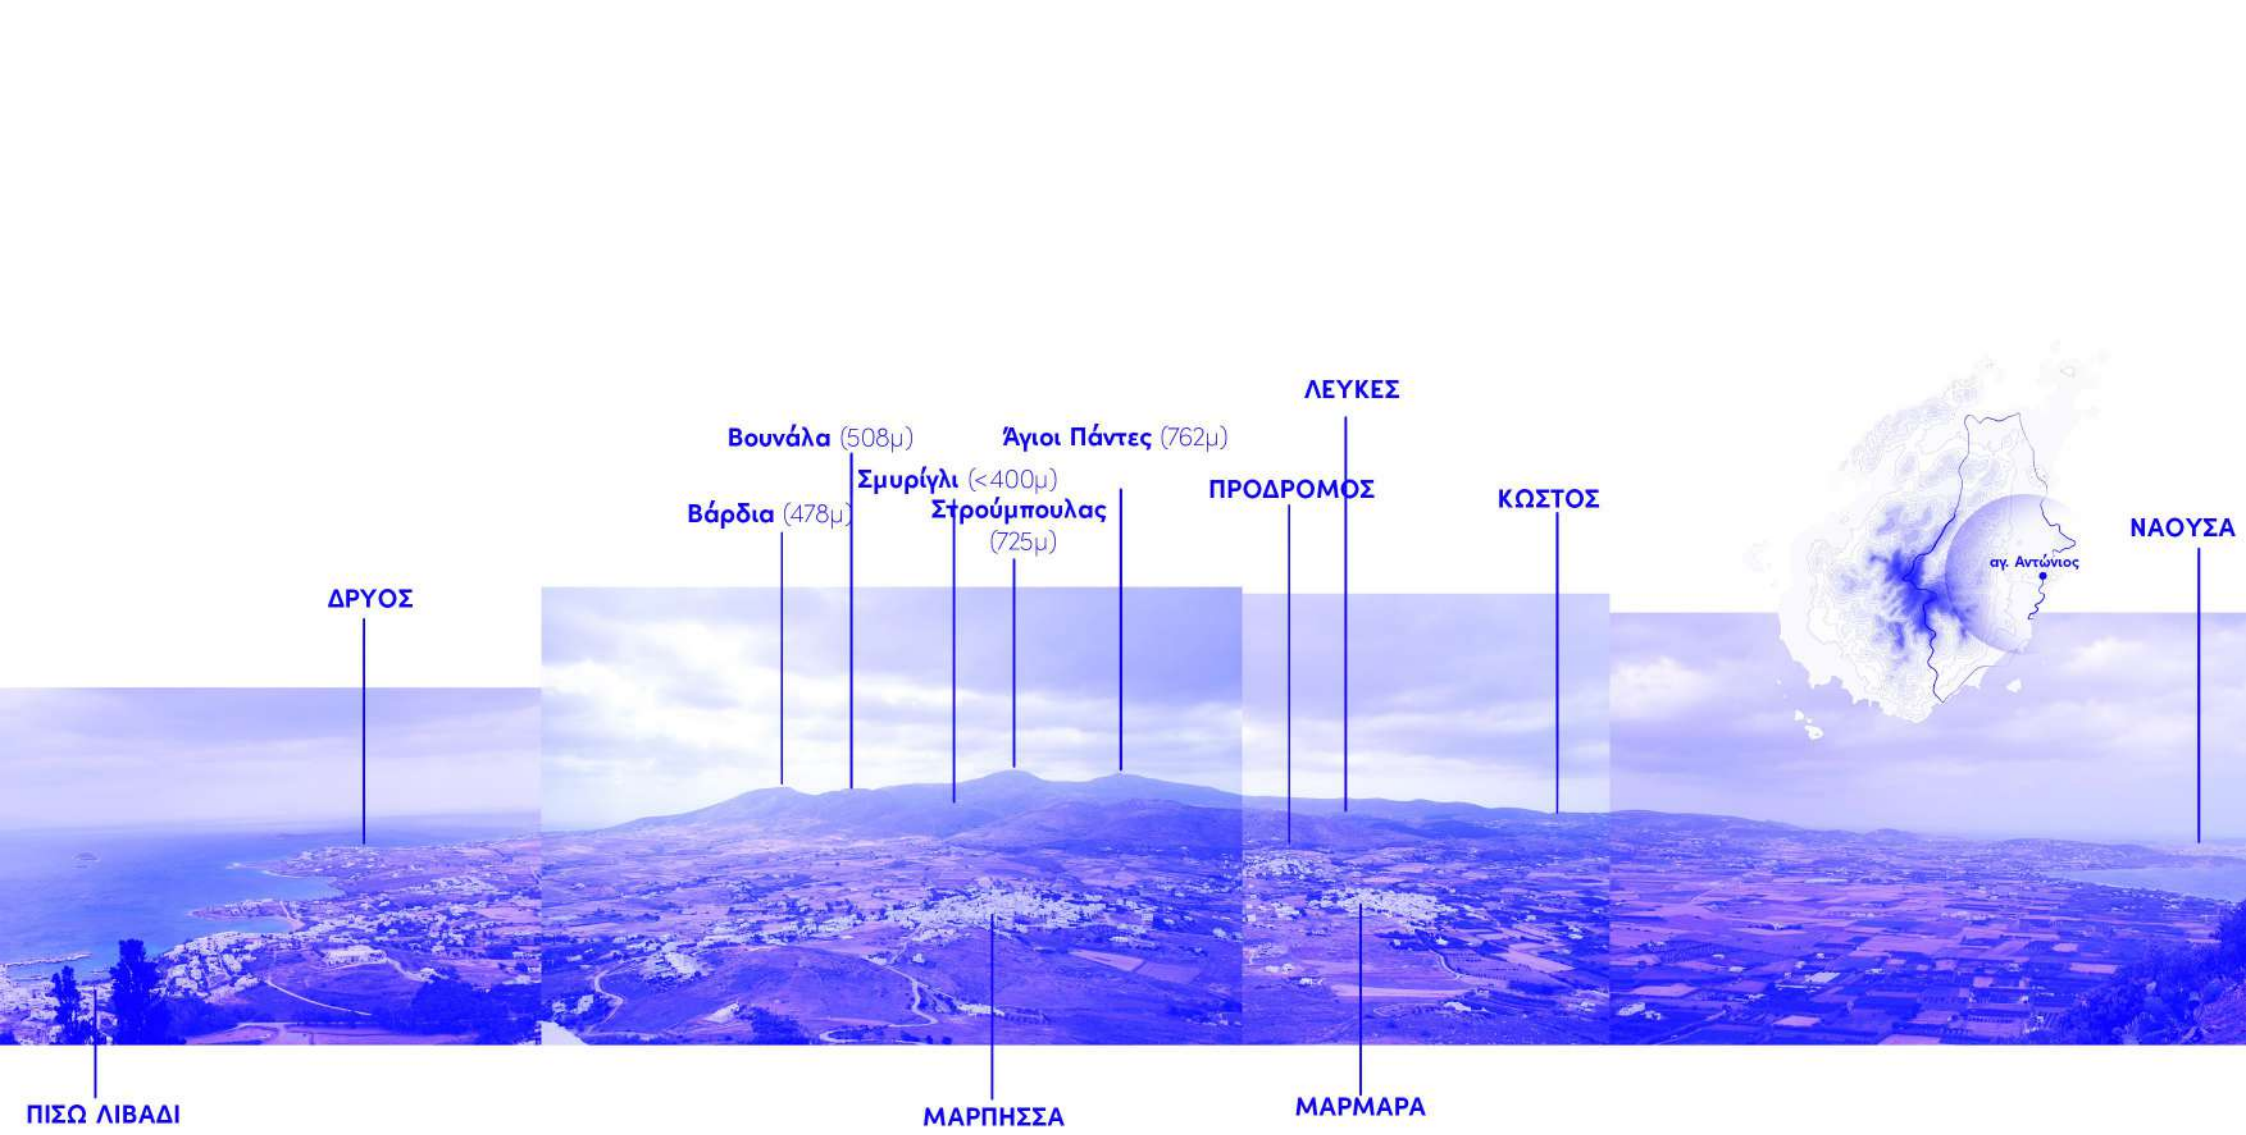 ΛΕΥΚΕΣ
Βουνάλα (508μ)
Άγιοι Πάντες (762μ)
Σμυρίγλι (<400μ)
ΠΡΟΔΡΟΜΟΣ
ΚΩΣΤΟΣ
Βάρδια (478μ)
Στρούμπουλας
(725μ)
ΝΑΟΥΣΑ
αγ. Αντώνιος
ΔΡΥΟΣ
ΠΙΣΩ ΛΙΒΑΔΙ
ΜΑΡΠΗΣΣΑ
ΜΑΡΜΑΡΑ